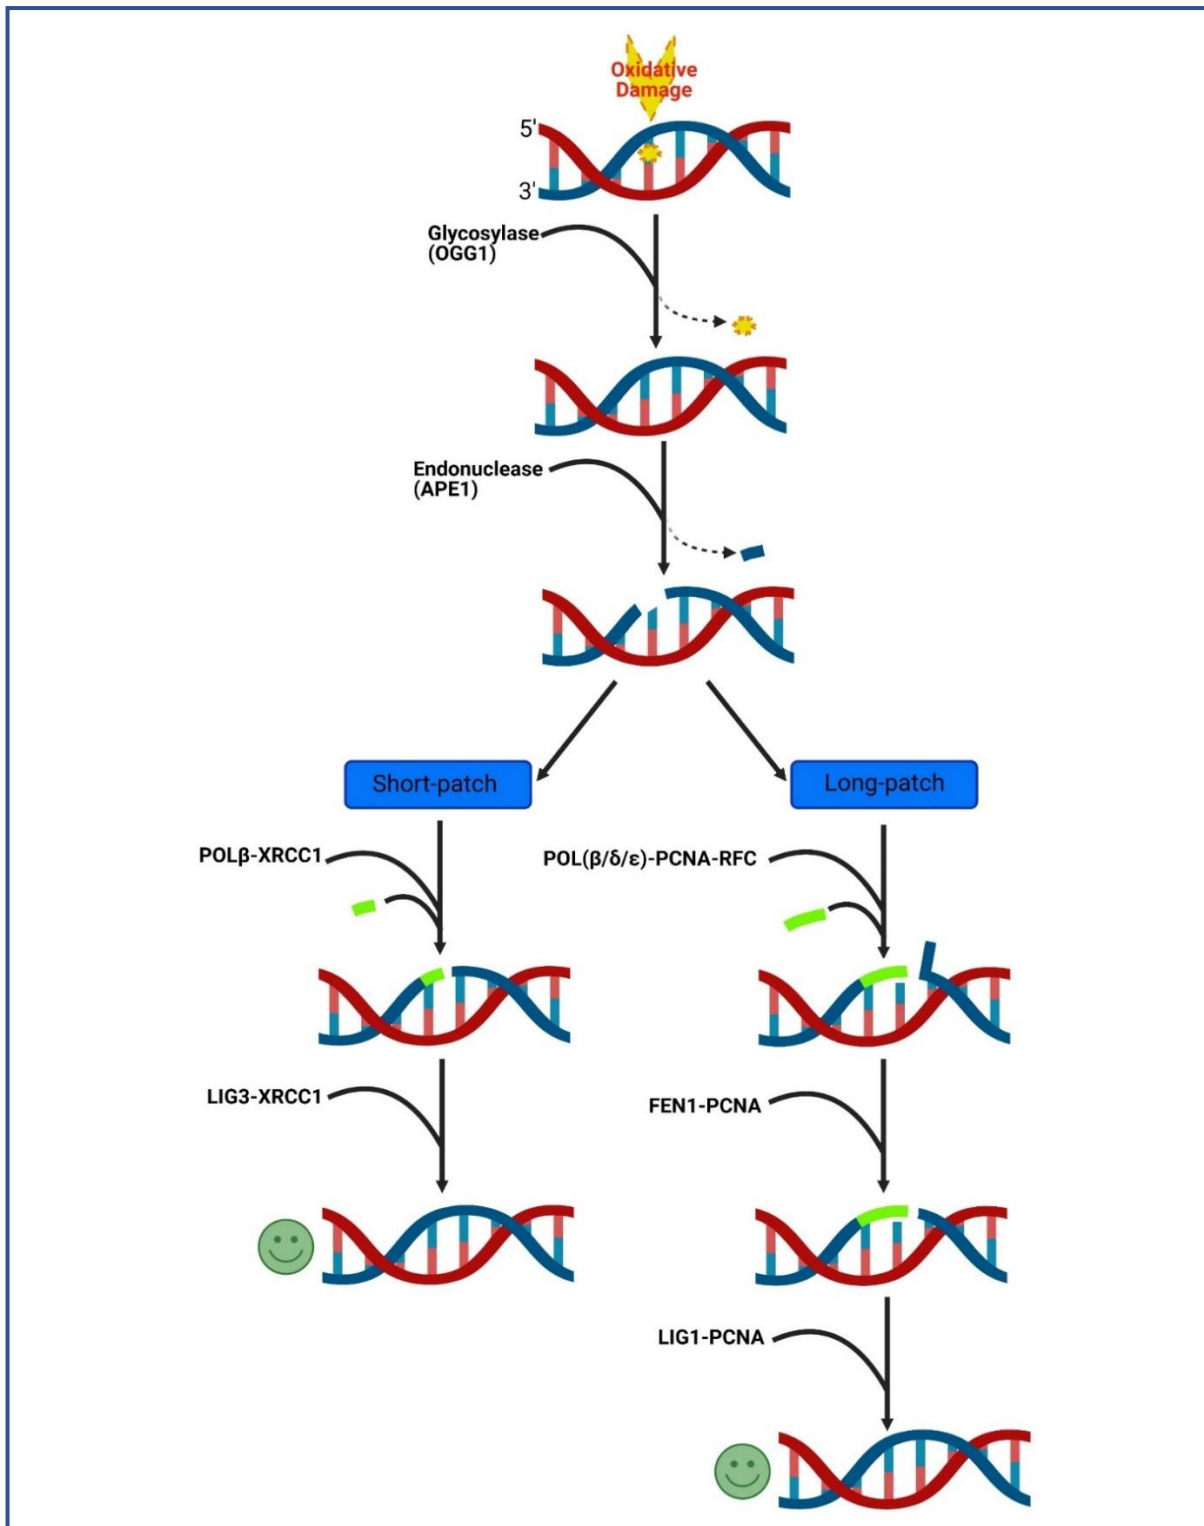 Oxidative
Damage
5'
3'
Glycosylase
(OGG1)
Endonuclease
(APE1)
Short-patch
Long-patch
POLβ-XRCC1
POL(β/δ/ε)-PCNA-RFC
LIG3-XRCC1
FEN1-PCNA
LIG1-PCNA